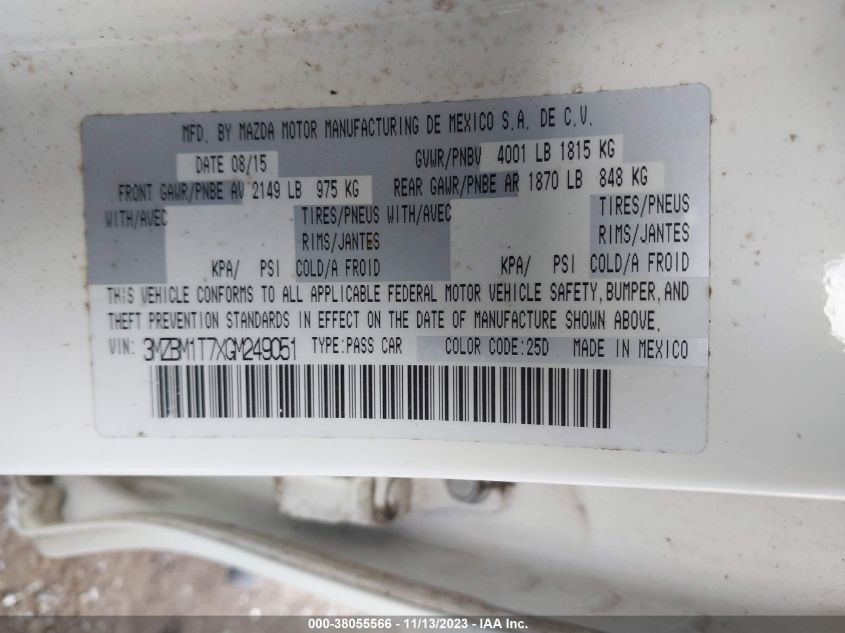 MFD. BY MAZDA MOTOR MANUFACTURING DE MEXICO S.A. DE C.V.
DATE 08/15 GVWR/PNBV 4001 LB 1815 KG
FRONT GAWR/PNBE AV 2149 LB 975 KG REAR GAWR/PNBE AR 1870 LB 848 KG
WITH/AVEC TIRES/PNEUS WITH/AVEC TIRES/PNEUS
RIMS/JANTES RIMS/JANTES
KPA/ PSI COLD/A FROID KPA/ PSI COLD/A FROID
THIS VEHICLE CONFORMS TO ALL APPLICABLE FEDERAL MOTOR VEHICLE SAFETY, BUMPER, AND
THEFT PREVENTION STANDARDS IN EFFECT ON THE DATE OF MANUFACTURE SHOWN ABOVE.
VIN: 3MZBM1T7XGM249051 TYPE:PASS CAR COLOR CODE:25D MADE IN MEXICO
000-38055566 - 11/13/2023 - IAA Inc.